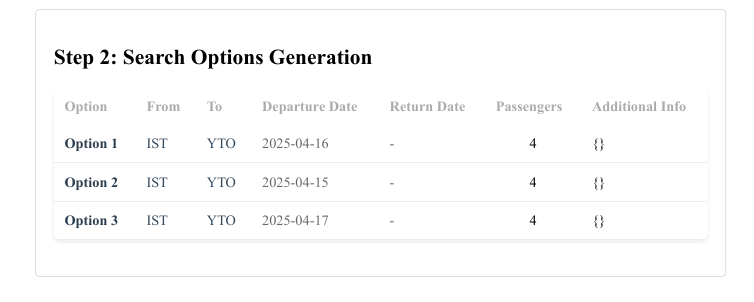 Step 2: Search Options Generation
Option From To Departure Date Return Date Passengers Additional Info
Option 1 IST YTO 2025-04-16 - 4 {}
Option 2 IST YTO 2025-04-15 - 4 {}
Option 3 IST YTO 2025-04-17 - 4 {}